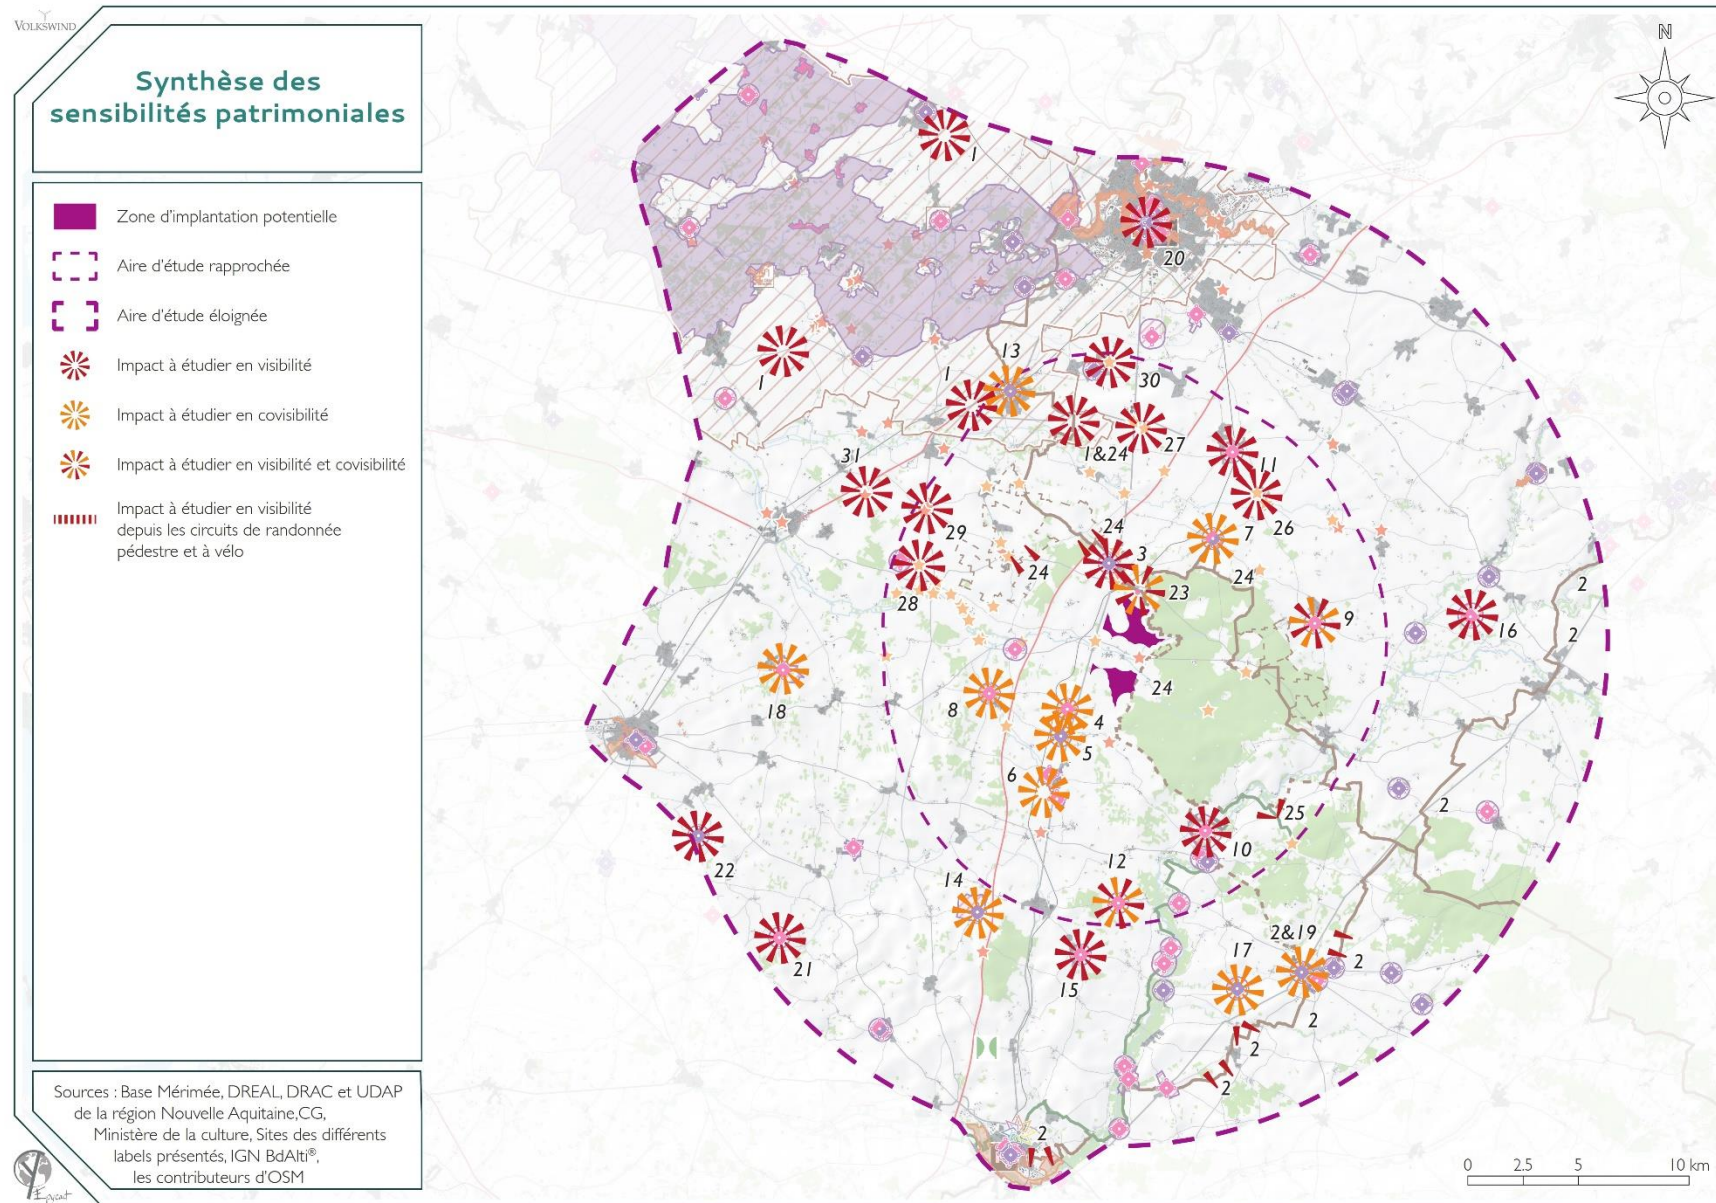 VOLKSWIND
Synthèse des
sensibilités patrimoniales
Zone d'implantation potentielle
Aire d'étude rapprochée
Aire d'étude éloignée
Impact à étudier en visibilité
Impact à étudier en covisibilité
Impact à étudier en visibilité et covisibilité
Impact à étudier en visibilité
depuis les circuits de randonnée
pédestre et à vélo
Sources : Base Mérimée, DREAL, DRAC et UDAP
de la région Nouvelle Aquitaine,CG,
Ministère de la culture, Sites des différents
labels présentés, IGN BdAlti®,
les contributeurs d'OSM
N
1
20
1
13
1
30
1&24
27
11
31
26
29
24
3
7
24
24
28
23
9
2
16
2
18
8
24
4
5
6
2
25
10
22
12
14
2&19
17
2
21
15
2
2
2
2
0 2.5 5 10 km